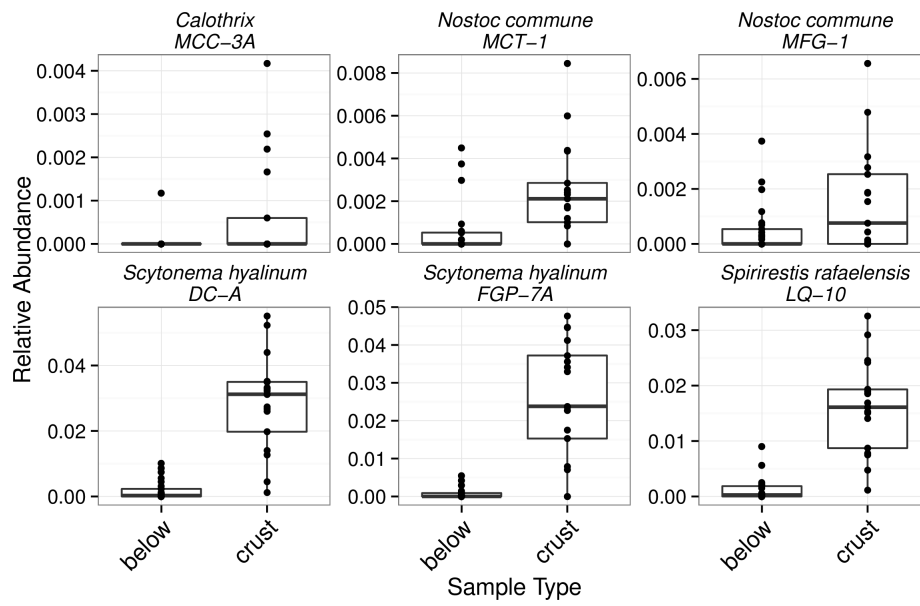 Calothrix
MCC−3A
Nostoc commune
MCT−1
Nostoc commune
MFG−1
0.004
0.003
0.002
0.001
0.000
0.008
0.006
0.004
0.002
0.000
0.006
0.004
0.002
0.000
Relative Abundance
Scytonema hyalinum
DC−A
Scytonema hyalinum
FGP−7A
Spirirestis rafaelensis
LQ−10
0.04
0.02
0.00
0.05
0.04
0.03
0.02
0.01
0.00
0.03
0.02
0.01
0.00
below
crust
below
crust
below
crust
Sample Type